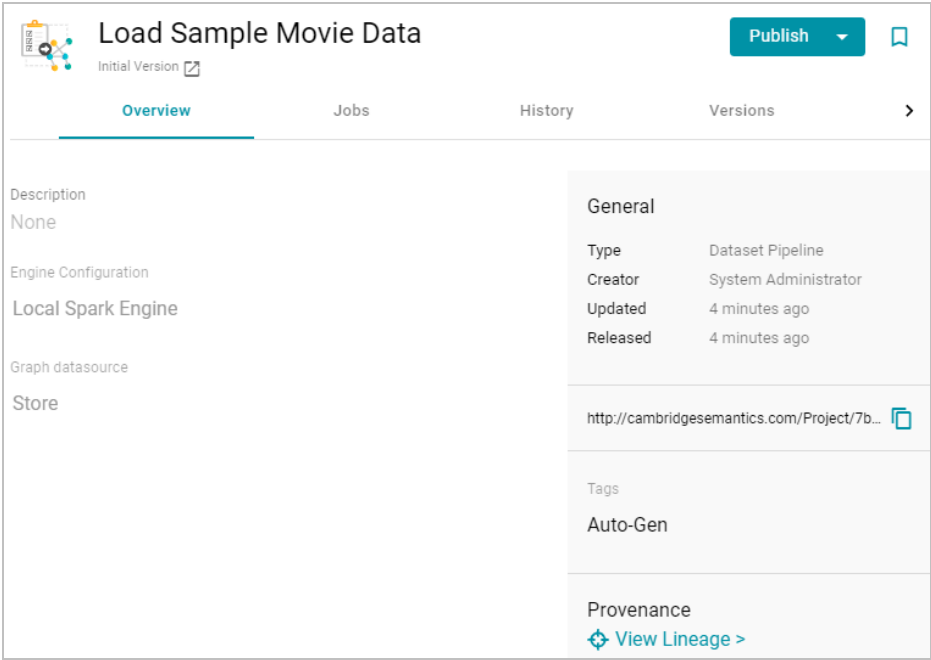 Load Sample Movie Data
Publish
Initial Version
Overview Jobs History Versions
Description
None
Engine Configuration
Local Spark Engine
Graph datasource
Store
General
Type Dataset Pipeline
Creator System Administrator
Updated 4 minutes ago
Released 4 minutes ago
http://cambridgesemantics.com/Project/7b...
Tags
Auto-Gen
Provenance
View Lineage >